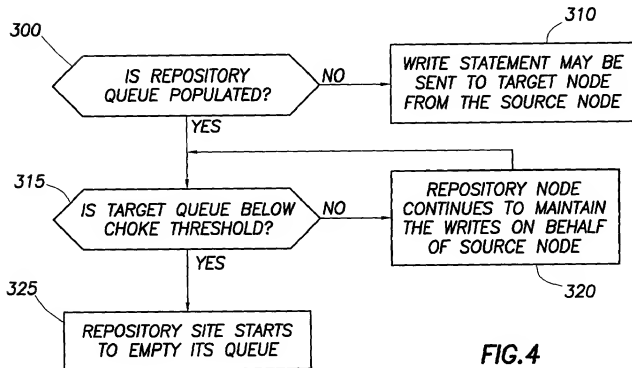 300
IS REPOSITORY
QUEUE POPULATED?
NO
310
WRITE STATEMENT MAY BE
SENT TO TARGET NODE
FROM THE SOURCE NODE
YES
315
IS TARGET QUEUE BELOW
CHOKE THRESHOLD?
NO
REPOSITORY NODE
CONTINUES TO MAINTAIN
THE WRITES ON BEHALF
OF SOURCE NODE
320
YES
325
REPOSITORY SITE STARTS
TO EMPTY ITS QUEUE
FIG.4